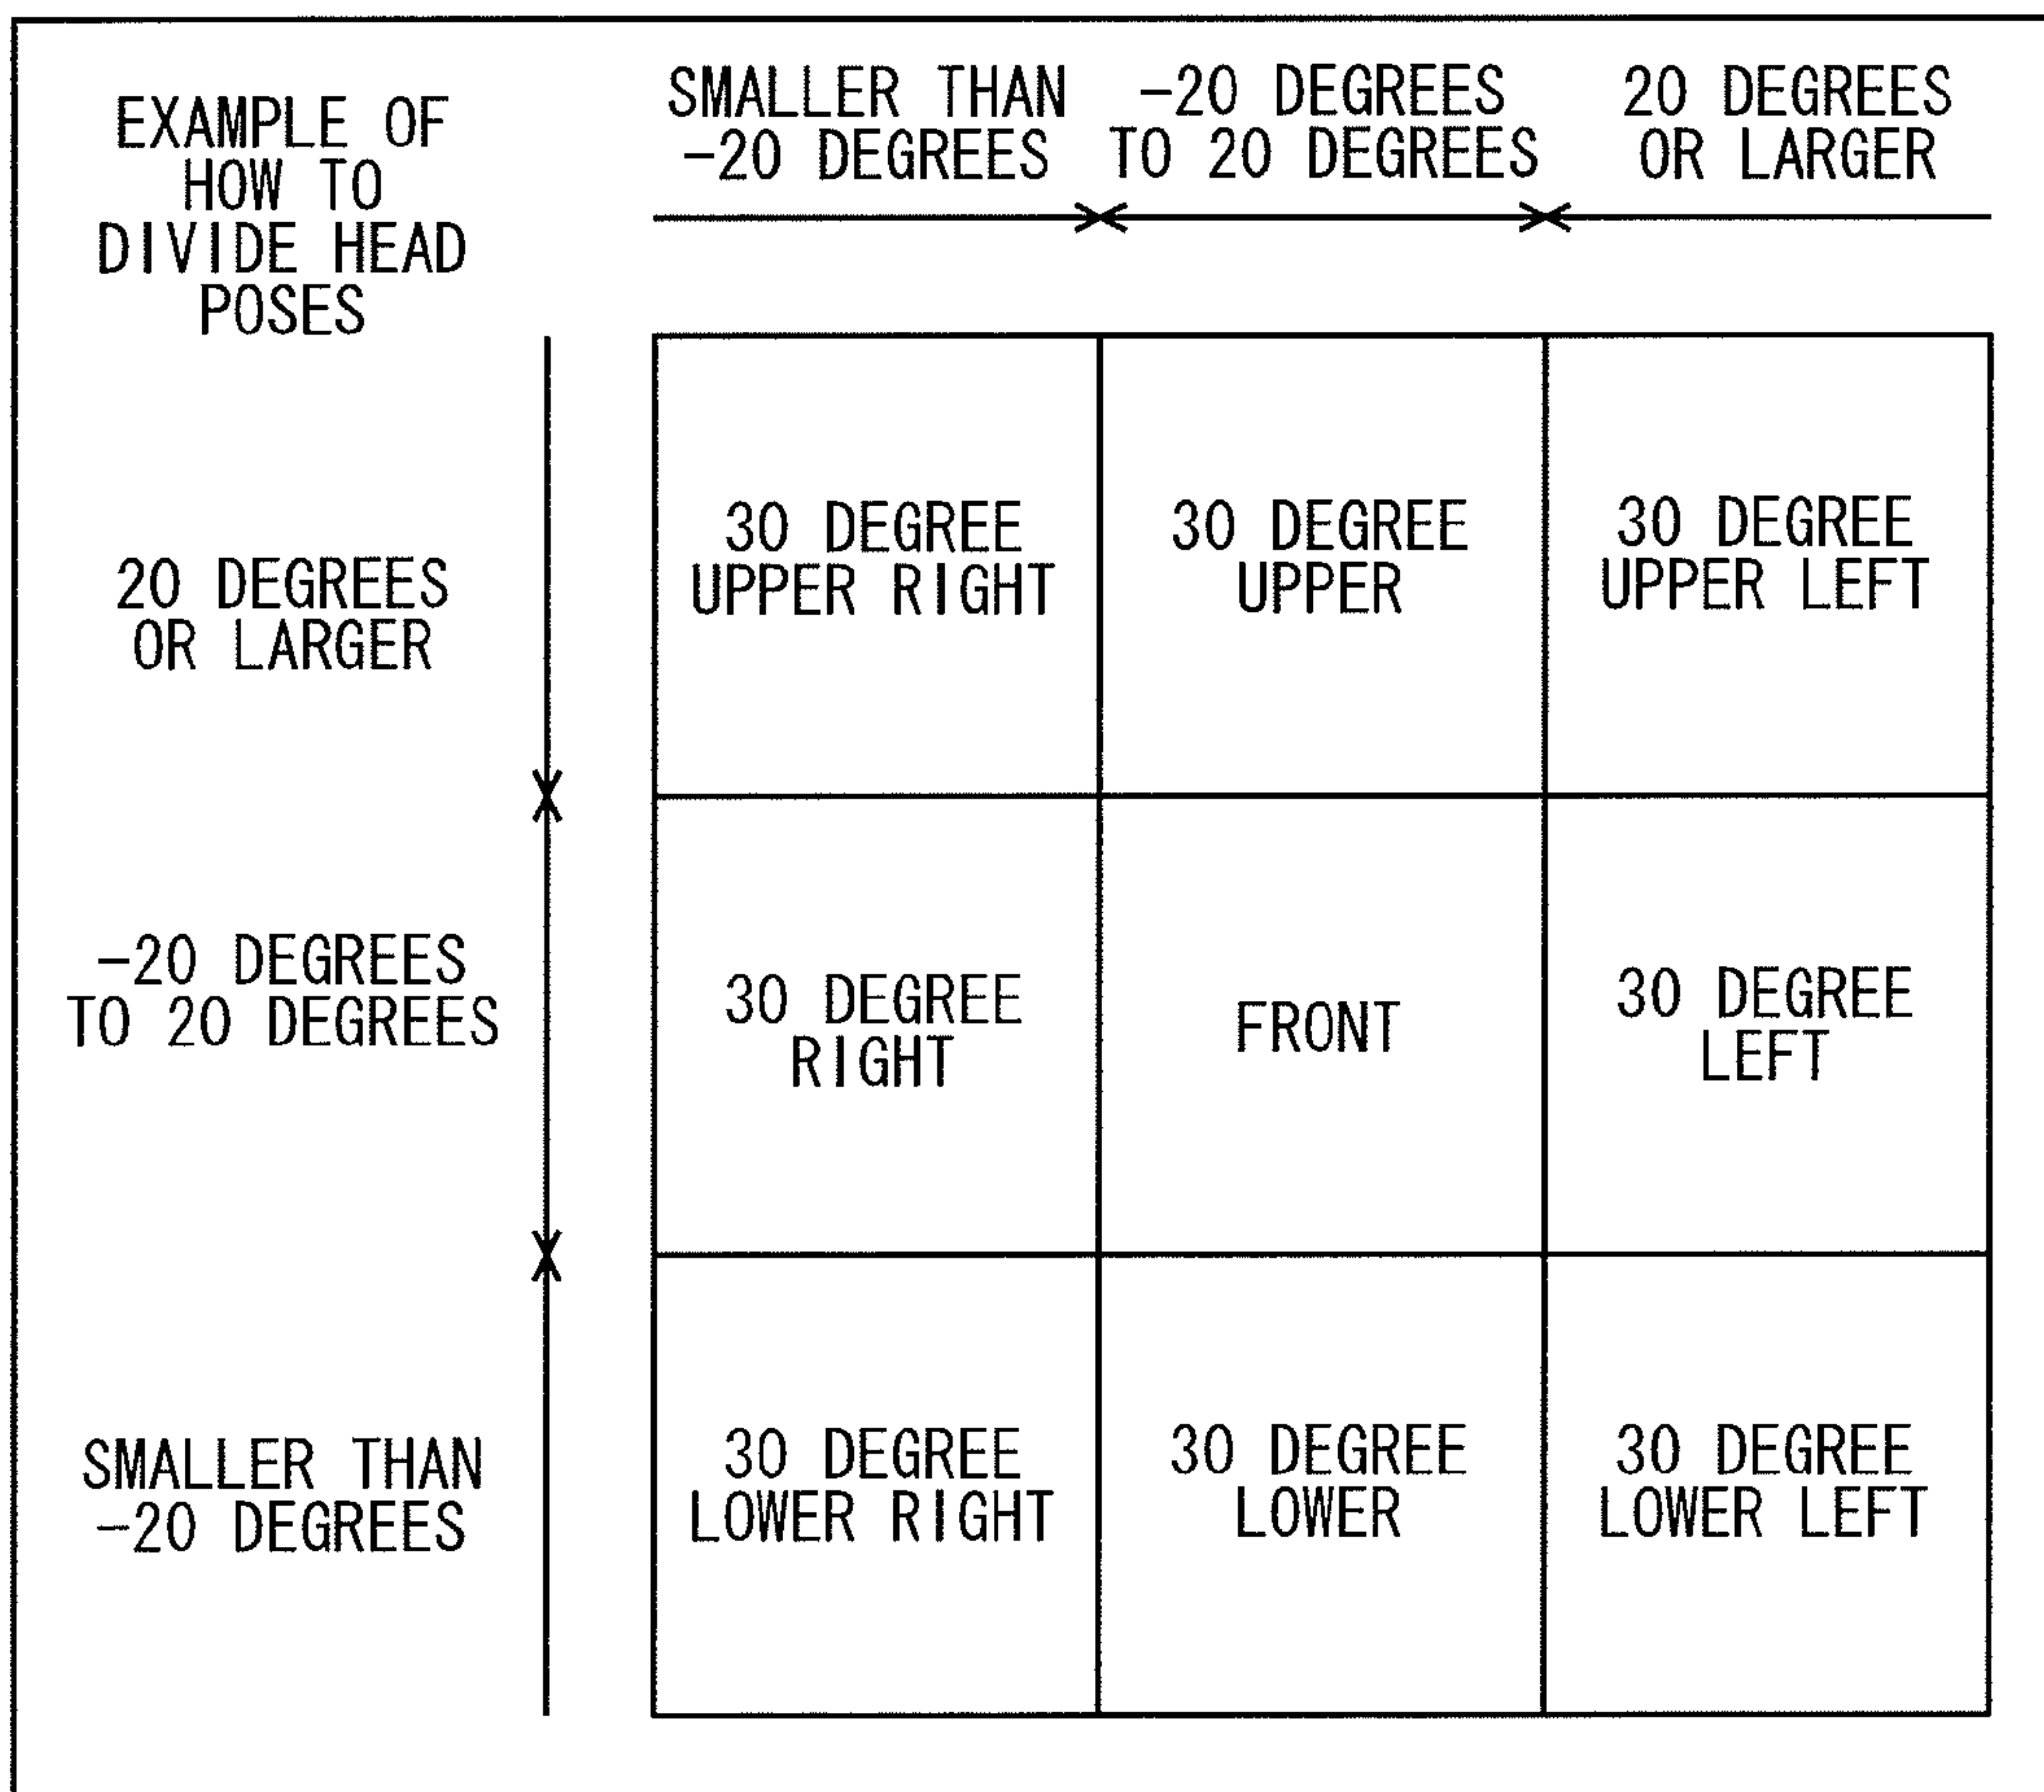 EXAMPLE OF
HOW TO
DIVIDE HEAD
POSES
SMALLER THAN
-20 DEGREES
-20 DEGREES
TO 20 DEGREES
20 DEGREES
OR LARGER
20 DEGREES
OR LARGER
30 DEGREE
UPPER RIGHT
30 DEGREE
UPPER
30 DEGREE
UPPER LEFT
-20 DEGREES
TO 20 DEGREES
30 DEGREE
RIGHT
FRONT
30 DEGREE
LEFT
SMALLER THAN
-20 DEGREES
30 DEGREE
LOWER RIGHT
30 DEGREE
LOWER
30 DEGREE
LOWER LEFT